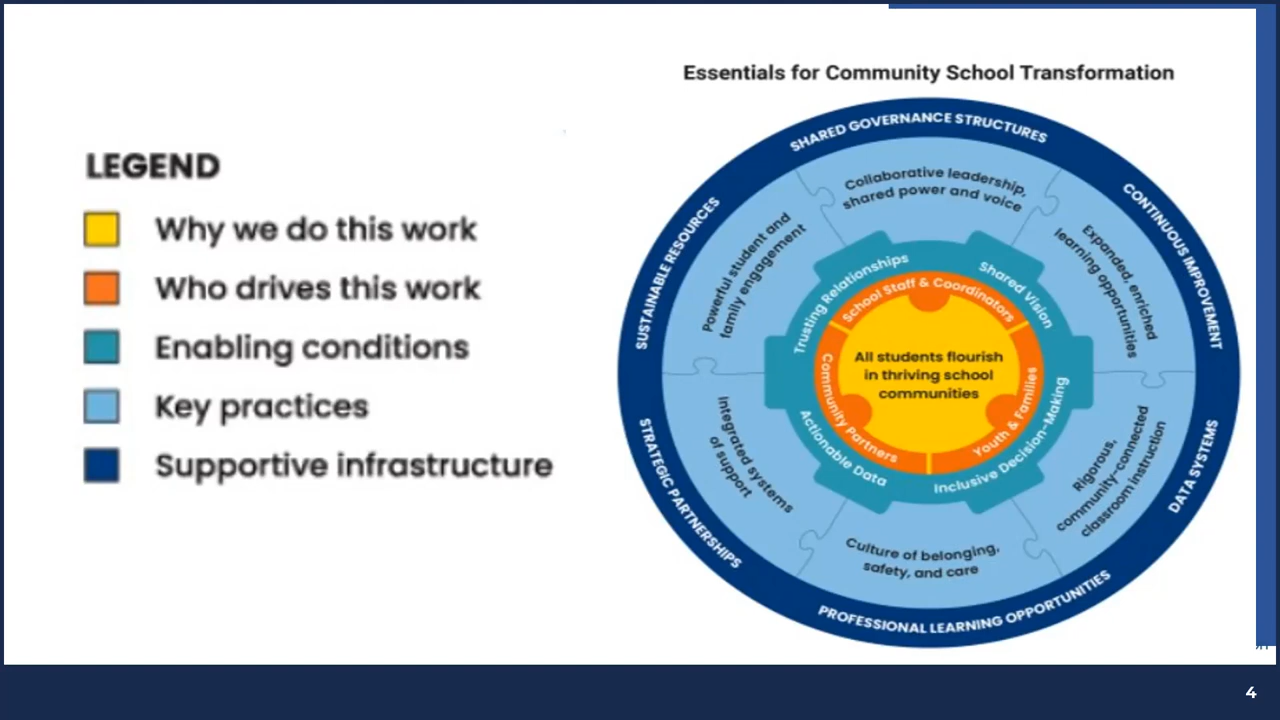 Essentials for Community School Transformation
LEGEND
Why we do this work
Who drives this work
Enabling conditions
Key practices
Supportive infrastructure
SHARED GOVERNANCE STRUCTURES
CONTINUOUS IMPROVEMENT
DATA SYSTEMS
PROFESSIONAL LEARNING OPPORTUNITIES
STRATEGIC PARTNERSHIPS
SUSTAINABLE RESOURCES
Collaborative leadership,
shared power and voice
Expanded, enriched
learning opportunities
Rigorous,
community-connected
classroom instruction
Culture of belonging,
safety, and care
Integrated systems
of support
Powerful student and
family engagement
Trusting Relationships
Shared Vision
Inclusive Decision-Making
Actionable Data
School Staff & Coordinators
Youth & Families
Community Partners
All students flourish
in thriving school
communities
4